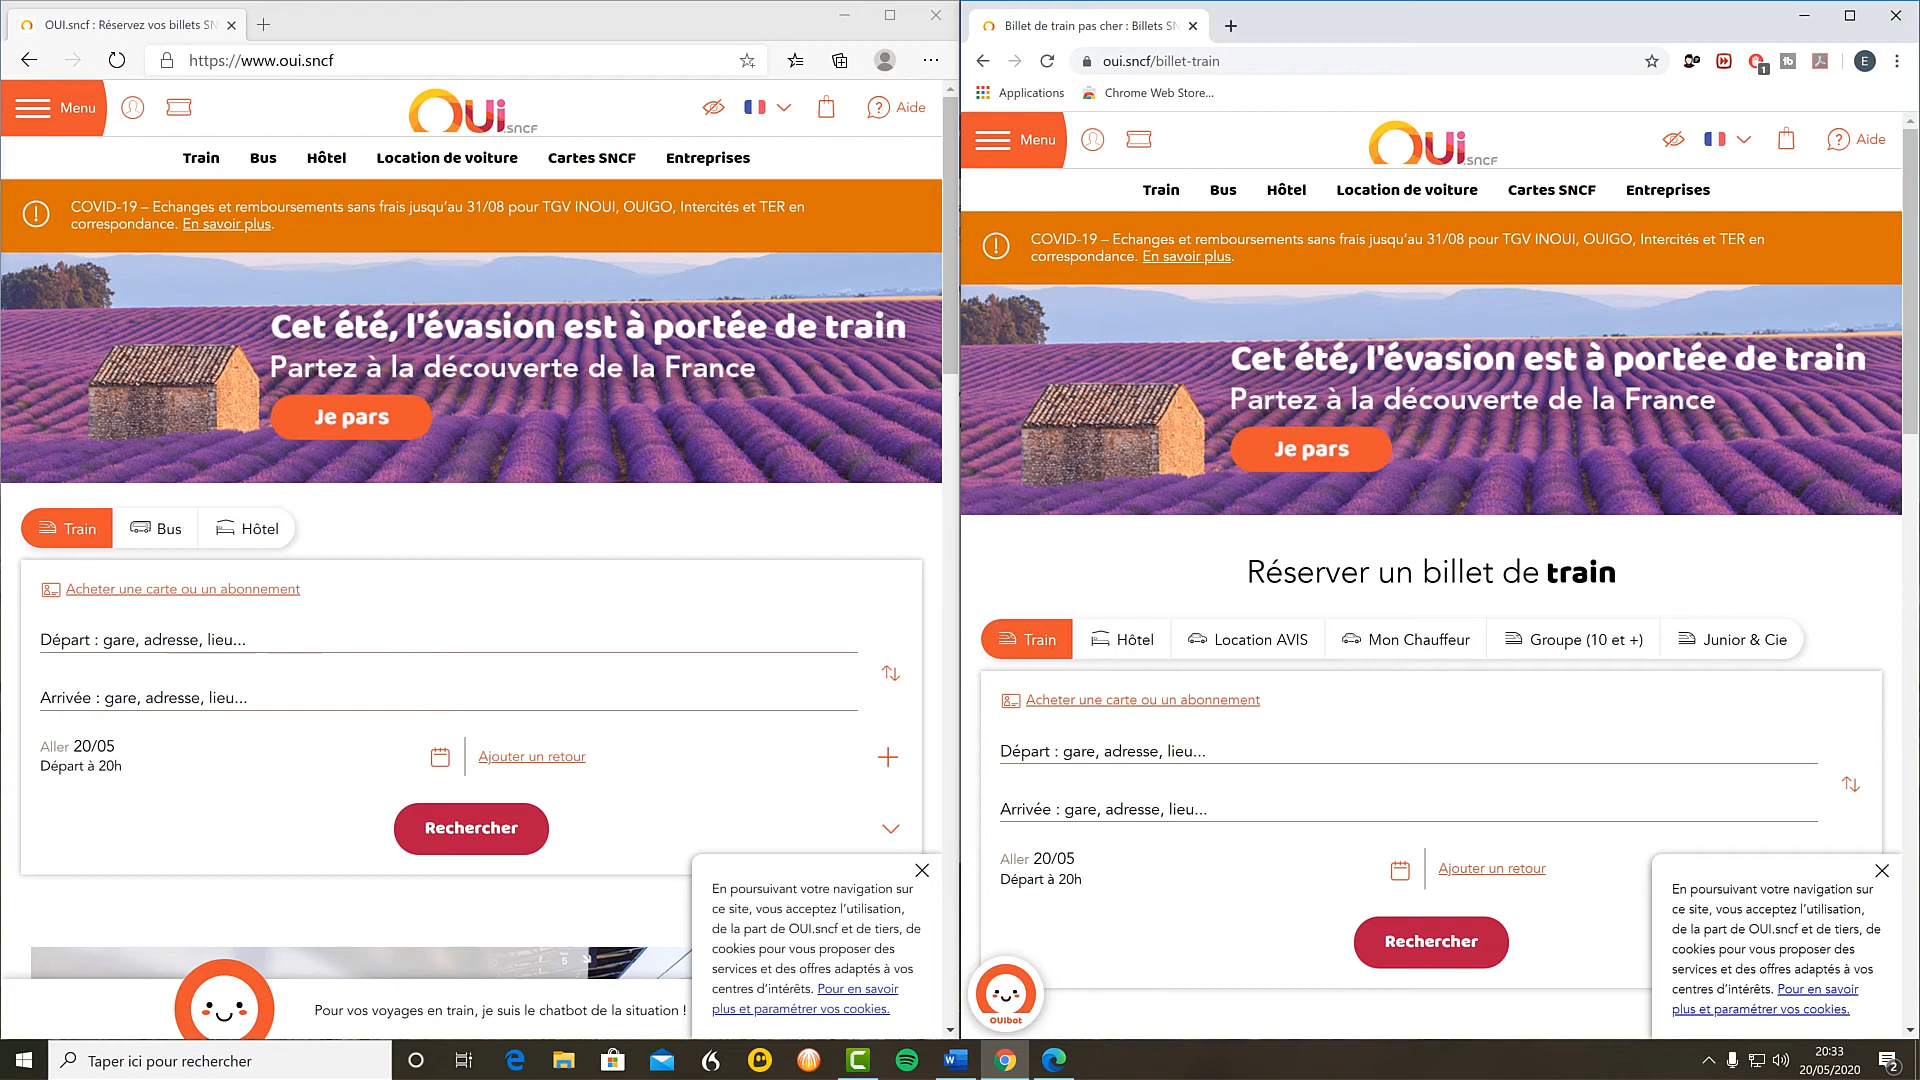 OUI.sncf : Réservez vos billets SN
https://www.oui.sncf
Menu
OUi.sncf
Aide
Train Bus Hôtel Location de voiture Cartes SNCF Entreprises
COVID-19 – Echanges et remboursements sans frais jusqu'au 31/08 pour TGV INOUI, OUIGO, Intercités et TER en
correspondance. En savoir plus.
Cet été, l'évasion est à portée de train
Partez à la découverte de la France
Je pars
Train Bus Hôtel
Acheter une carte ou un abonnement
Départ : gare, adresse, lieu...
Arrivée : gare, adresse, lieu...
Aller 20/05
Départ à 20h
Ajouter un retour
Rechercher
En poursuivant votre navigation sur
ce site, vous acceptez l'utilisation,
de la part de OUI.sncf et de tiers, de
cookies pour vous proposer des
services et des offres adaptés à vos
centres d'intérêts. Pour en savoir
plus et paramétrer vos cookies.
Pour vos voyages en train, je suis le chatbot de la situation !
Billet de train pas cher : Billets SN
oui.sncf/billet-train
1
E
Applications Chrome Web Store...
Menu
OUi.sncf
Aide
Train Bus Hôtel Location de voiture Cartes SNCF Entreprises
COVID-19 – Echanges et remboursements sans frais jusqu'au 31/08 pour TGV INOUI, OUIGO, Intercités et TER en
correspondance. En savoir plus.
Cet été, l'évasion est à portée de train
Partez à la découverte de la France
Je pars
Réserver un billet de train
Train Hôtel Location AVIS Mon Chauffeur Groupe (10 et +) Junior & Cie
Acheter une carte ou un abonnement
Départ : gare, adresse, lieu...
Arrivée : gare, adresse, lieu...
Aller 20/05
Départ à 20h
Ajouter un retour
Rechercher
OUIbot
En poursuivant votre navigation sur
ce site, vous acceptez l'utilisation,
de la part de OUI.sncf et de tiers, de
cookies pour vous proposer des
services et des offres adaptés à vos
centres d'intérêts. Pour en savoir
plus et paramétrer vos cookies.
Taper ici pour rechercher
20:33
20/05/2020
2